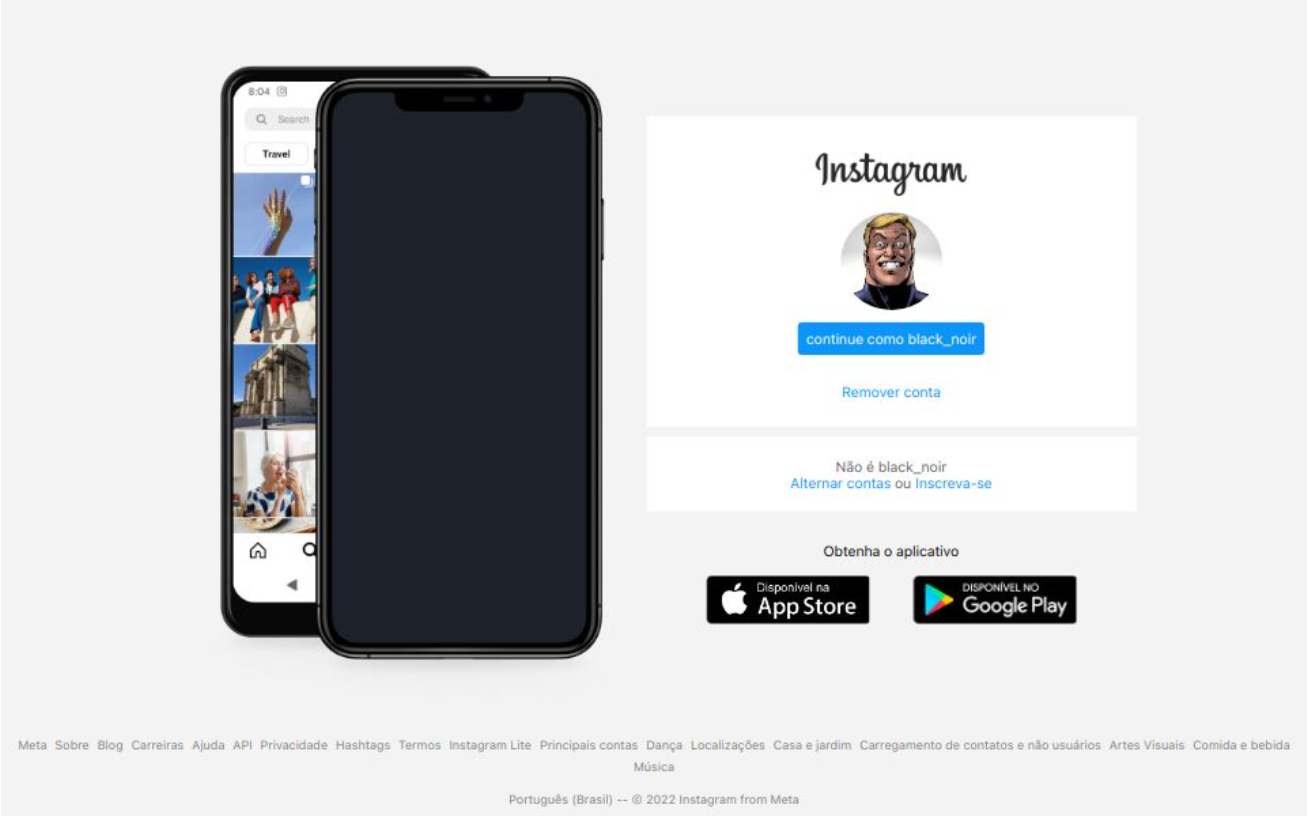 8:04
Search
Travel
Instagram
continue como black_noir
Remover conta
Não é black_noir
Alternar contas ou Inscreva-se
Obtenha o aplicativo
Disponível na
App Store
DISPONÍVEL NO
Google Play
Meta Sobre Blog Carreiras Ajuda API Privacidade Hashtags Termos Instagram Lite Principais contas Dança Localizações Casa e jardim Carregamento de contatos e não usuários Artes Visuais Comida e bebida
Música
Português (Brasil) -- © 2022 Instagram from Meta